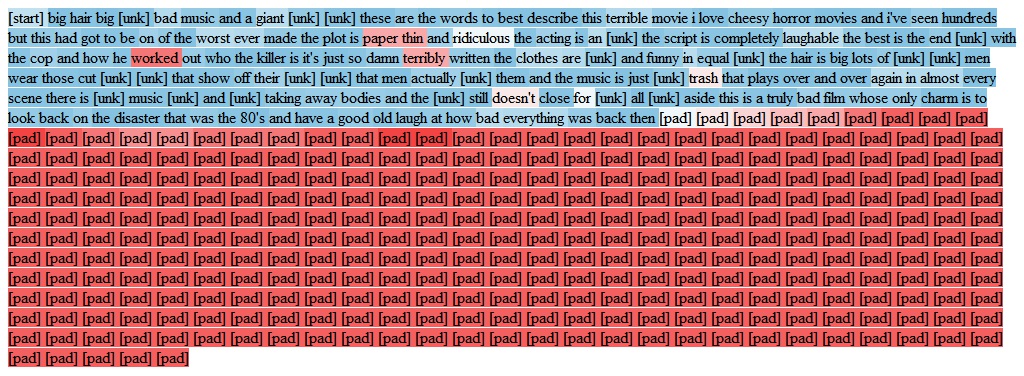 [start] big hair big [unk] bad music and a giant [unk] [unk] these are the words to best describe this terrible movie i love cheesy horror movies and i've seen hundreds
but this had got to be on of the worst ever made the plot is paper thin and ridiculous the acting is an [unk] the script is completely laughable the best is the end [unk] with
the cop and how he worked out who the killer is it's just so damn terribly written the clothes are [unk] and funny in equal [unk] the hair is big lots of [unk] [unk] men
wear those cut [unk] [unk] that show off their [unk] [unk] that men actually [unk] them and the music is just [unk] trash that plays over and over again in almost every
scene there is [unk] music [unk] and [unk] taking away bodies and the [unk] still doesn't close for [unk] all [unk] aside this is a truly bad film whose only charm is to
look back on the disaster that was the 80's and have a good old laugh at how bad everything was back then [pad] [pad] [pad] [pad] [pad] [pad] [pad] [pad] [pad]
[pad] [pad] [pad] [pad] [pad] [pad] [pad] [pad] [pad] [pad] [pad] [pad] [pad] [pad] [pad] [pad] [pad] [pad] [pad] [pad] [pad] [pad] [pad] [pad] [pad] [pad] [pad]
[pad] [pad] [pad] [pad] [pad] [pad] [pad] [pad] [pad] [pad] [pad] [pad] [pad] [pad] [pad] [pad] [pad] [pad] [pad] [pad] [pad] [pad] [pad] [pad] [pad] [pad] [pad]
[pad] [pad] [pad] [pad] [pad] [pad] [pad] [pad] [pad] [pad] [pad] [pad] [pad] [pad] [pad] [pad] [pad] [pad] [pad] [pad] [pad] [pad] [pad] [pad] [pad] [pad] [pad]
[pad] [pad] [pad] [pad] [pad] [pad] [pad] [pad] [pad] [pad] [pad] [pad] [pad] [pad] [pad] [pad] [pad] [pad] [pad] [pad] [pad] [pad] [pad] [pad] [pad] [pad] [pad]
[pad] [pad] [pad] [pad] [pad] [pad] [pad] [pad] [pad] [pad] [pad] [pad] [pad] [pad] [pad] [pad] [pad] [pad] [pad] [pad] [pad] [pad] [pad] [pad] [pad] [pad] [pad]
[pad] [pad] [pad] [pad] [pad] [pad] [pad] [pad] [pad] [pad] [pad] [pad] [pad] [pad] [pad] [pad] [pad] [pad] [pad] [pad] [pad] [pad] [pad] [pad] [pad] [pad] [pad]
[pad] [pad] [pad] [pad] [pad] [pad] [pad] [pad] [pad] [pad] [pad] [pad] [pad] [pad] [pad] [pad] [pad] [pad] [pad] [pad] [pad] [pad] [pad] [pad] [pad] [pad] [pad]
[pad] [pad] [pad] [pad] [pad] [pad] [pad] [pad] [pad] [pad] [pad] [pad] [pad] [pad] [pad] [pad] [pad] [pad] [pad] [pad] [pad] [pad] [pad] [pad] [pad] [pad] [pad]
[pad] [pad] [pad] [pad] [pad] [pad] [pad] [pad] [pad] [pad] [pad] [pad] [pad] [pad] [pad] [pad] [pad] [pad] [pad] [pad] [pad] [pad] [pad] [pad] [pad] [pad] [pad]
[pad] [pad] [pad] [pad] [pad] [pad] [pad] [pad] [pad] [pad] [pad] [pad] [pad] [pad] [pad] [pad] [pad] [pad] [pad] [pad] [pad] [pad] [pad] [pad] [pad] [pad] [pad]
[pad] [pad] [pad] [pad] [pad] [pad] [pad] [pad] [pad] [pad] [pad] [pad] [pad] [pad] [pad] [pad] [pad] [pad] [pad] [pad] [pad] [pad] [pad] [pad] [pad] [pad] [pad]
[pad] [pad] [pad] [pad] [pad]